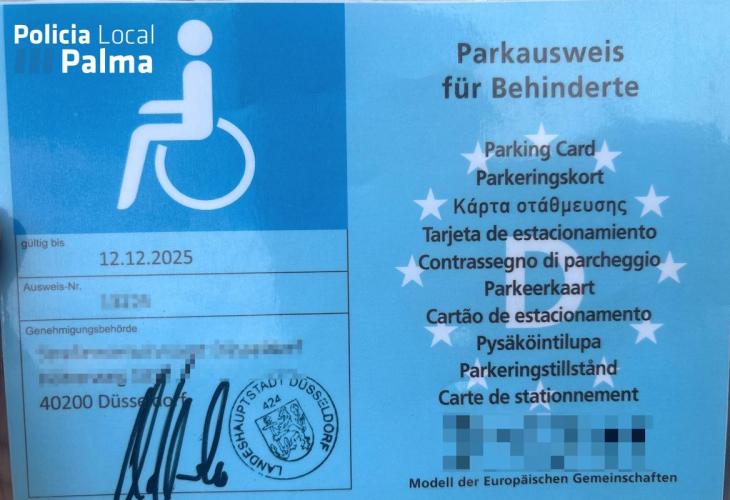 Policia Local
Palma
gültig bis
12.12.2025
Ausweis-Nr.
Genehmigungsbehörde
40200 Düsseldorf
LANDESHAUPTSTADT DÜSSELDORF
424
Parkausweis
für Behinderte
Parking Card
Parkeringskort
Κάρτα στάθμευσης
Tarjeta de estacionamiento
Contrassegno di parcheggio
Parkeerkaart
Cartão de estacionamento
Pysäköintilupa
Parkeringstillstånd
Carte de stationnement
D
Modell der Europäischen Gemeinschaften